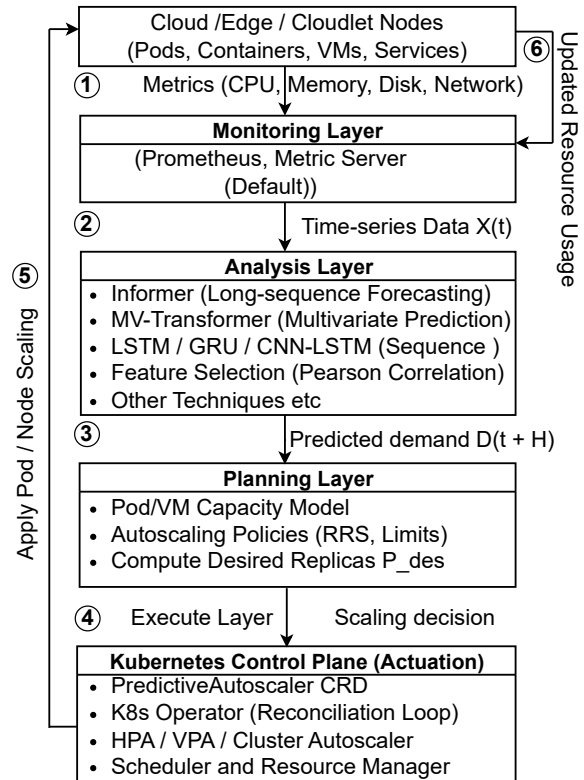 Cloud /Edge / Cloudlet Nodes
(Pods, Containers, VMs, Services)
6
Updated Resource Usage
1
Metrics (CPU, Memory, Disk, Network)
Monitoring Layer
(Prometheus, Metric Server
(Default))
2
Time-series Data X(t)
5
Apply Pod / Node Scaling
Analysis Layer
• Informer (Long-sequence Forecasting)
• MV-Transformer (Multivariate Prediction)
• LSTM / GRU / CNN-LSTM (Sequence )
• Feature Selection (Pearson Correlation)
• Other Techniques etc
3
Predicted demand D(t + H)
Planning Layer
• Pod/VM Capacity Model
• Autoscaling Policies (RRS, Limits)
• Compute Desired Replicas P_des
4
Execute Layer
Scaling decision
Kubernetes Control Plane (Actuation)
• PredictiveAutoscaler CRD
• K8s Operator (Reconciliation Loop)
• HPA / VPA / Cluster Autoscaler
• Scheduler and Resource Manager